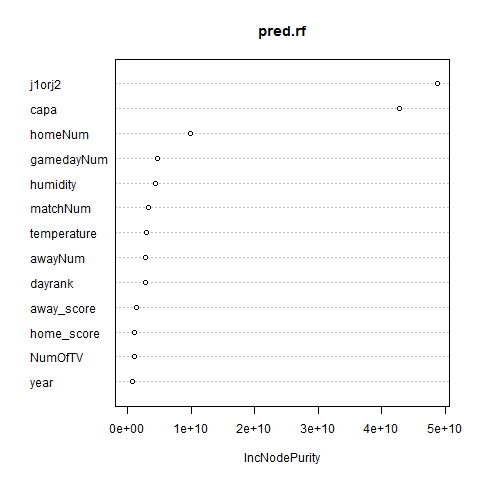 pred.rf
j1orj2
capa
homeNum
gamedayNum
humidity
matchNum
temperature
awayNum
dayrank
away_score
home_score
NumOfTV
year
0e+00 1e+10 2e+10 3e+10 4e+10 5e+10
IncNodePurity